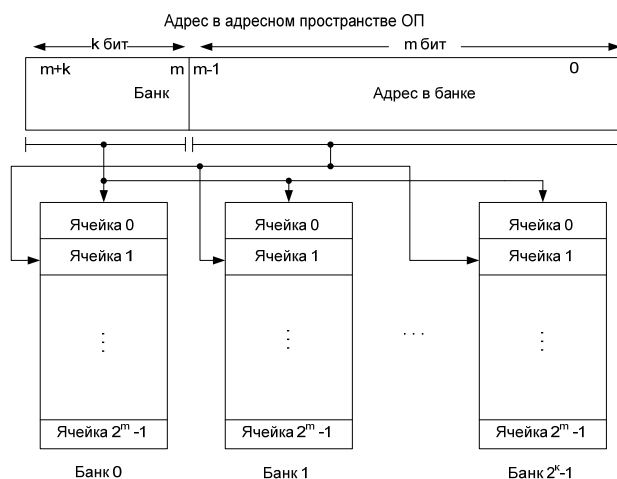 Адрес в адресном пространстве ОП
k бит m бит
m+k m m-1 0
Банк Адрес в банке
Ячейка 0 Ячейка 0 Ячейка 0
Ячейка 1 Ячейка 1 Ячейка 1
⋮ ⋮ ... ⋮
Ячейка 2^m -1 Ячейка 2^m -1 Ячейка 2^m -1
Банк 0 Банк 1 Банк 2^к-1